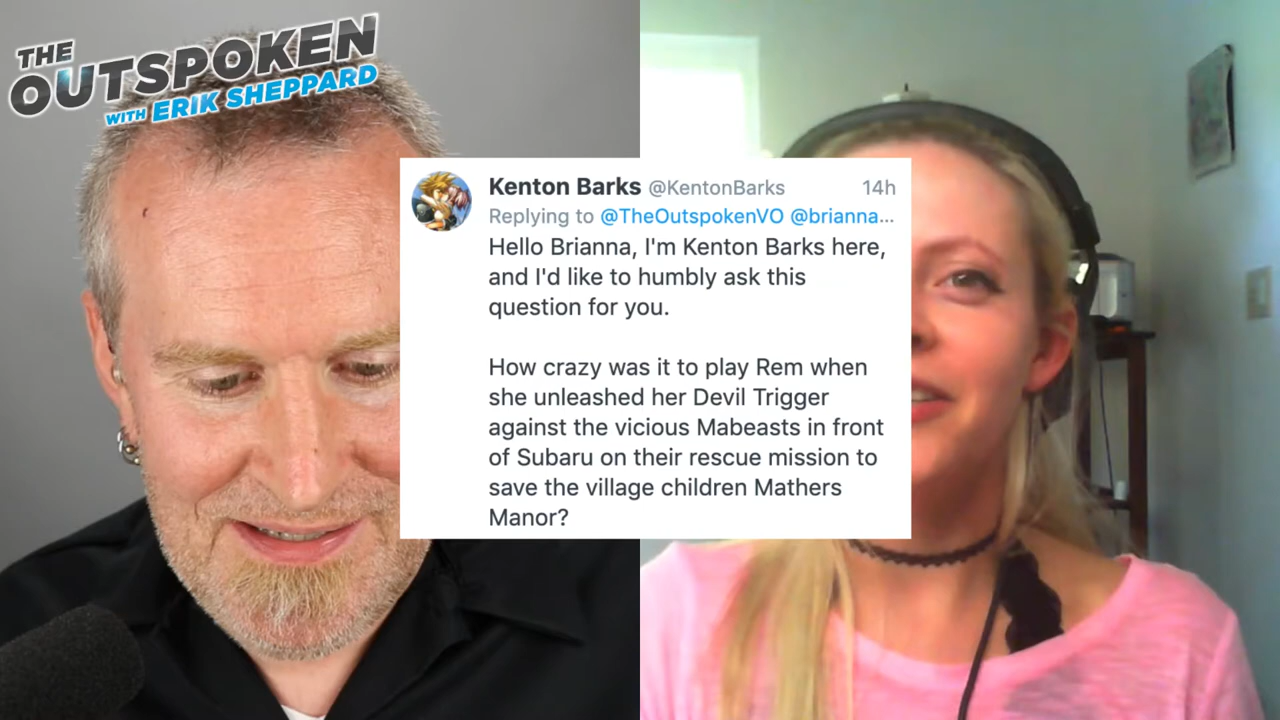 THE
OUTSPOKEN
WITH ERIK SHEPPARD
Kenton Barks @KentonBarks 14h
Replying to @TheOutspokenVO @brianna...
Hello Brianna, I'm Kenton Barks here,
and I'd like to humbly ask this
question for you.
How crazy was it to play Rem when
she unleashed her Devil Trigger
against the vicious Mabeasts in front
of Subaru on their rescue mission to
save the village children Mathers
Manor?